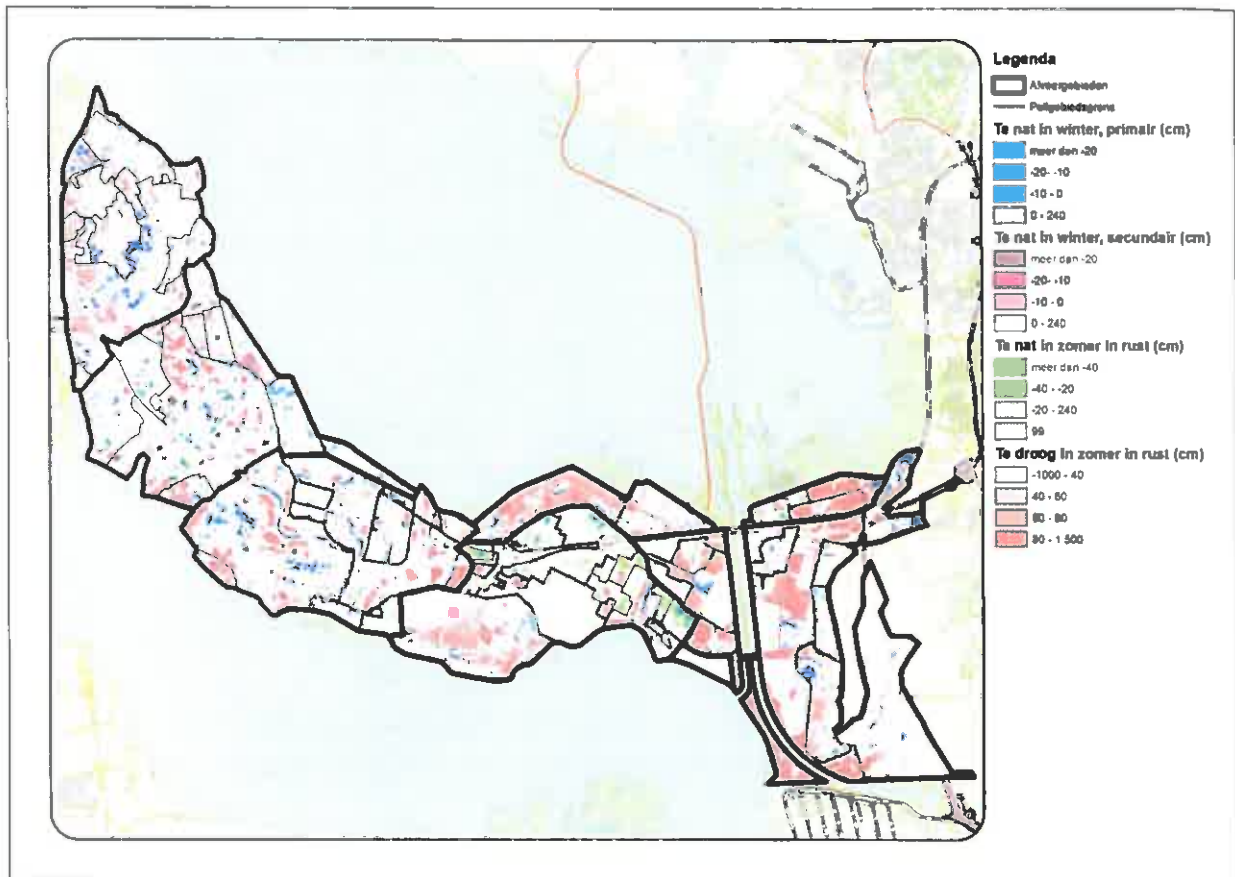 Legenda
Afvoergebieden
Peilgebiedsgrens
Te nat in winter, primair (cm)
meer dan -20
-20- -10
-10 - 0
0 - 240
Te nat in winter, secundair (cm)
meer dan -20
-20- -10
-10 - 0
0 - 240
Te nat in zomer in rust (cm)
meer dan -40
-40 - -20
-20 - 240
99
Te droog in zomer in rust (cm)
-1000 - 40
40 - 60
60 - 80
80 - 1 500